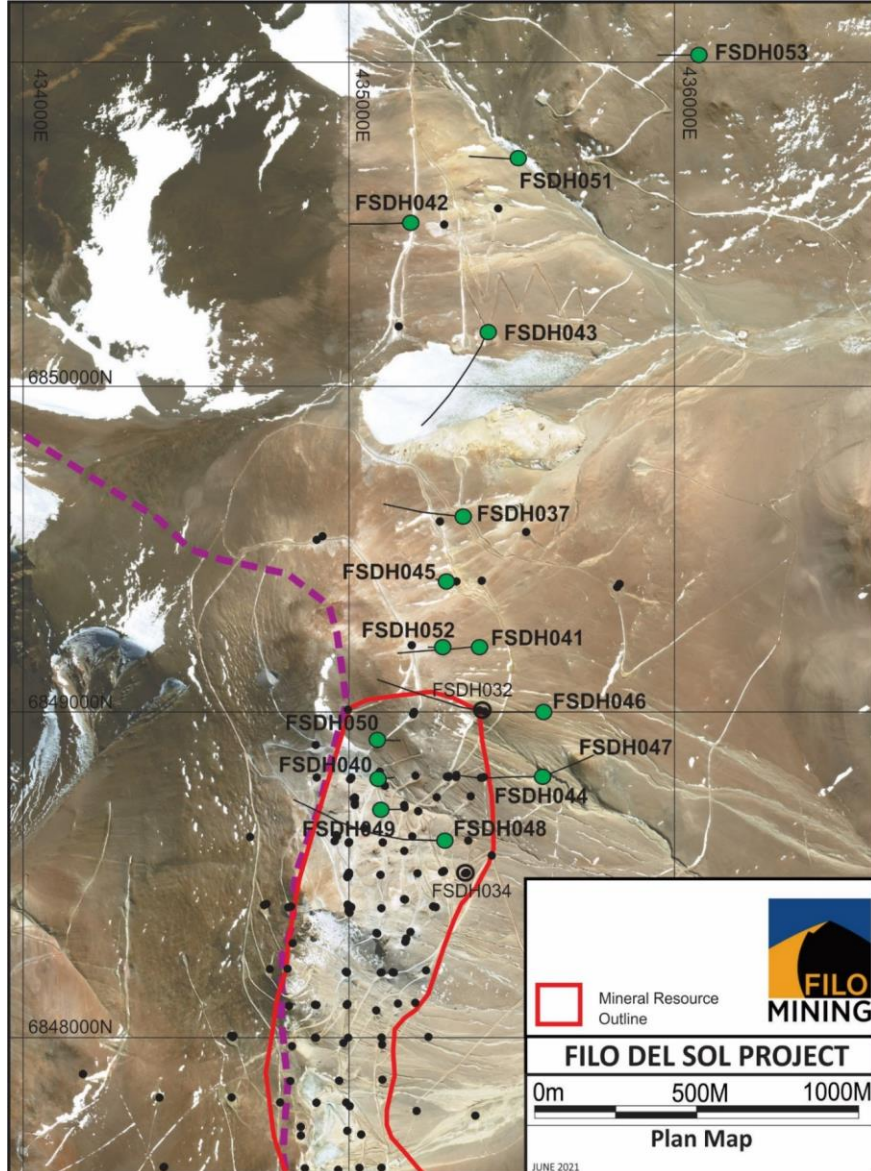 434000E
435000E
436000E
FSDH053
FSDH051
FSDH042
FSDH043
6850000N
FSDH037
FSDH045
FSDH052
FSDH041
FSDH032
6849000N
FSDH046
FSDH050
FSDH047
FSDH040
FSDH044
FSDH049
FSDH048
FSDH034
6848000N
Mineral Resource
Outline
FILO
MINING
FILO DEL SOL PROJECT
0m 500M 1000M
Plan Map
JUNE 2021